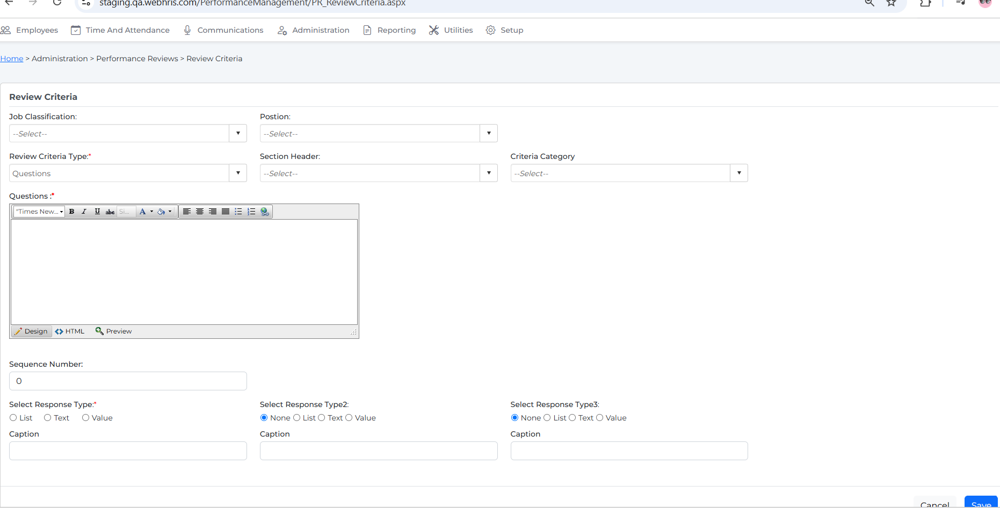 staging.qa.webhris.com/PerformanceManagement/PR_ReviewCriteria.aspx
Employees Time And Attendance Communications Administration Reporting Utilities Setup
Home > Administration > Performance Reviews > Review Criteria
Review Criteria
Job Classification: Postion:
--Select-- --Select--
Review Criteria Type:* Section Header: Criteria Category
Questions --Select-- --Select--
Questions :*
"Times New... B I U abc Si... A
Design HTML Preview
Sequence Number:
0
Select Response Type:* Select Response Type2: Select Response Type3:
List Text Value None List Text Value None List Text Value
Caption Caption Caption
Cancel Save